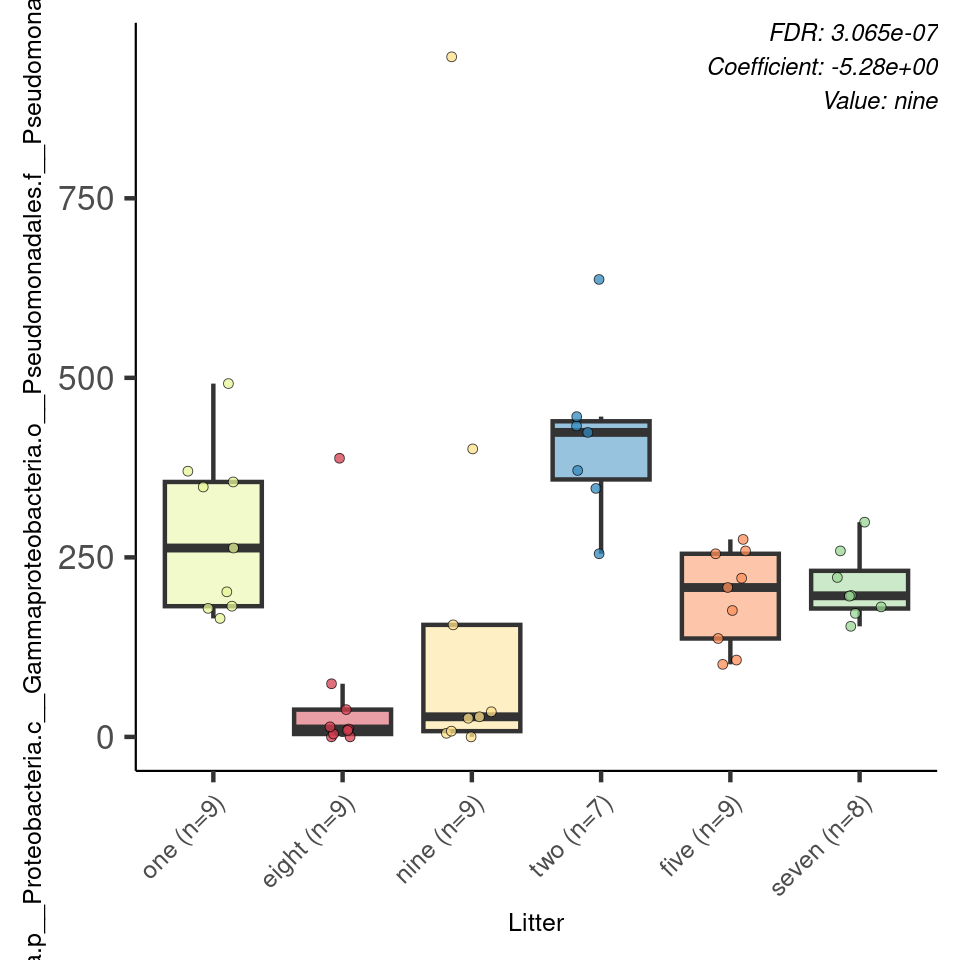 FDR: 3.065e-07
Coefficient: -5.28e+00
Value: nine
a.p__Proteobacteria.c__Gammaproteobacteria.o__Pseudomonadales.f__Pseudomona
750
500
250
0
one (n=9)
eight (n=9)
nine (n=9)
two (n=7)
five (n=9)
seven (n=8)
Litter